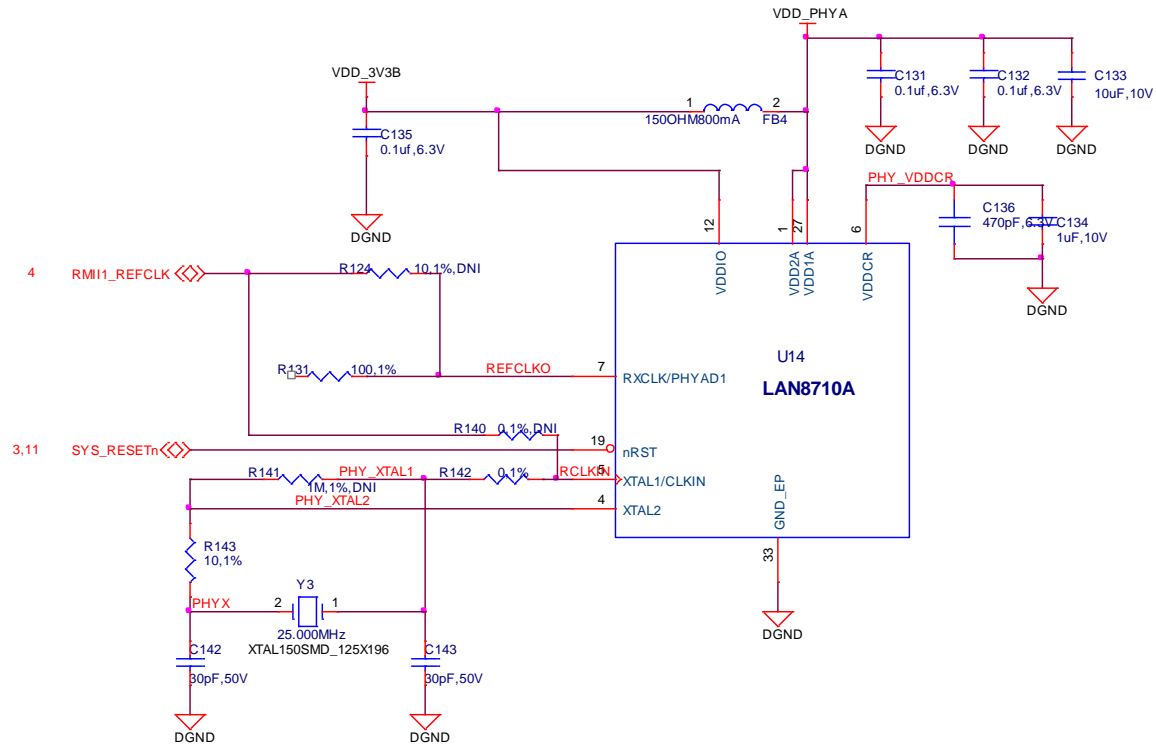 VDD_PHYA
VDD_3V3B
C131
0.1uf,6.3V
C132
0.1uf,6.3V
C133
10uF,10V
1
2
150OHM800mA
FB4
C135
0.1uf,6.3V
DGND
DGND
DGND
PHY_VDDCR
C136
470pF,6.3V
C134
1uF,10V
DGND
12
1
27
6
DGND
VDDIO
VDD2A
VDD1A
VDDCR
4
RMII1_REFCLK
R124
10,1%,DNI
U14
LAN8710A
R131
100,1%
REFCLKO
7
RXCLK/PHYAD1
R140
0,1%,DNI
3,11
SYS_RESETn
19
nRST
R141
1M,1%,DNI
PHY_XTAL1
R142
0,1%
RCLKIN
5
XTAL1/CLKIN
PHY_XTAL2
4
XTAL2
GND_EP
33
R143
10,1%
PHYX
2
Y3
1
25.000MHz
XTAL150SMD_125X196
C142
30pF,50V
C143
30pF,50V
DGND
DGND
DGND